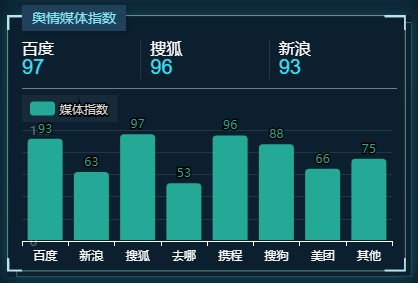 舆情媒体指数
百度 搜狐 新浪
97 96 93
媒体指数
93 63 97 53 96 88 66 75
0
百度 新浪 搜狐 去哪 携程 搜狗 美团 其他